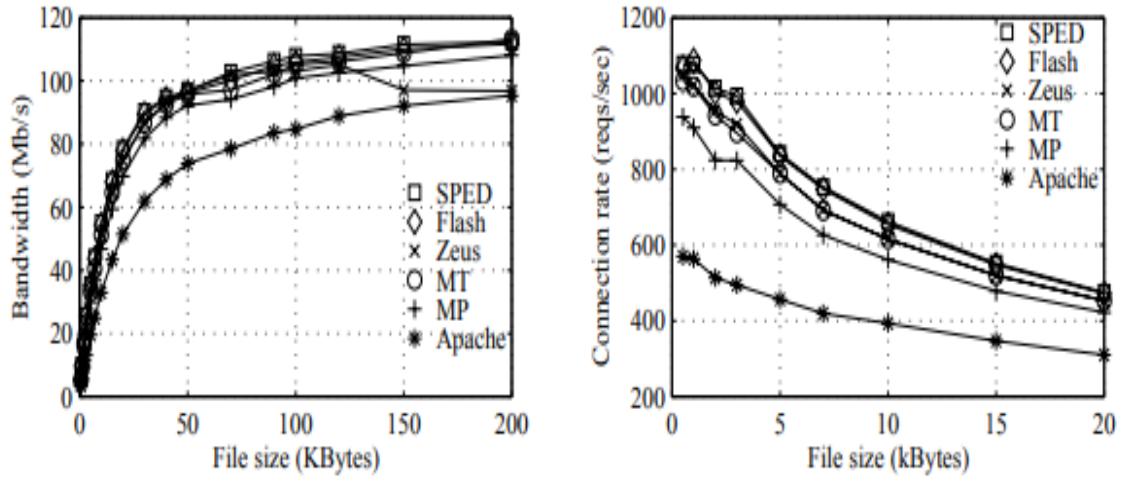 120
100
80
60
40
20
0
Bandwidth (Mb/s)
SPED
Flash
Zeus
MT
MP
Apache
0 50 100 150 200
File size (KBytes)
1200
1000
800
600
400
200
Connection rate (reqs/sec)
SPED
Flash
Zeus
MT
MP
Apache
0 5 10 15 20
File size (kBytes)